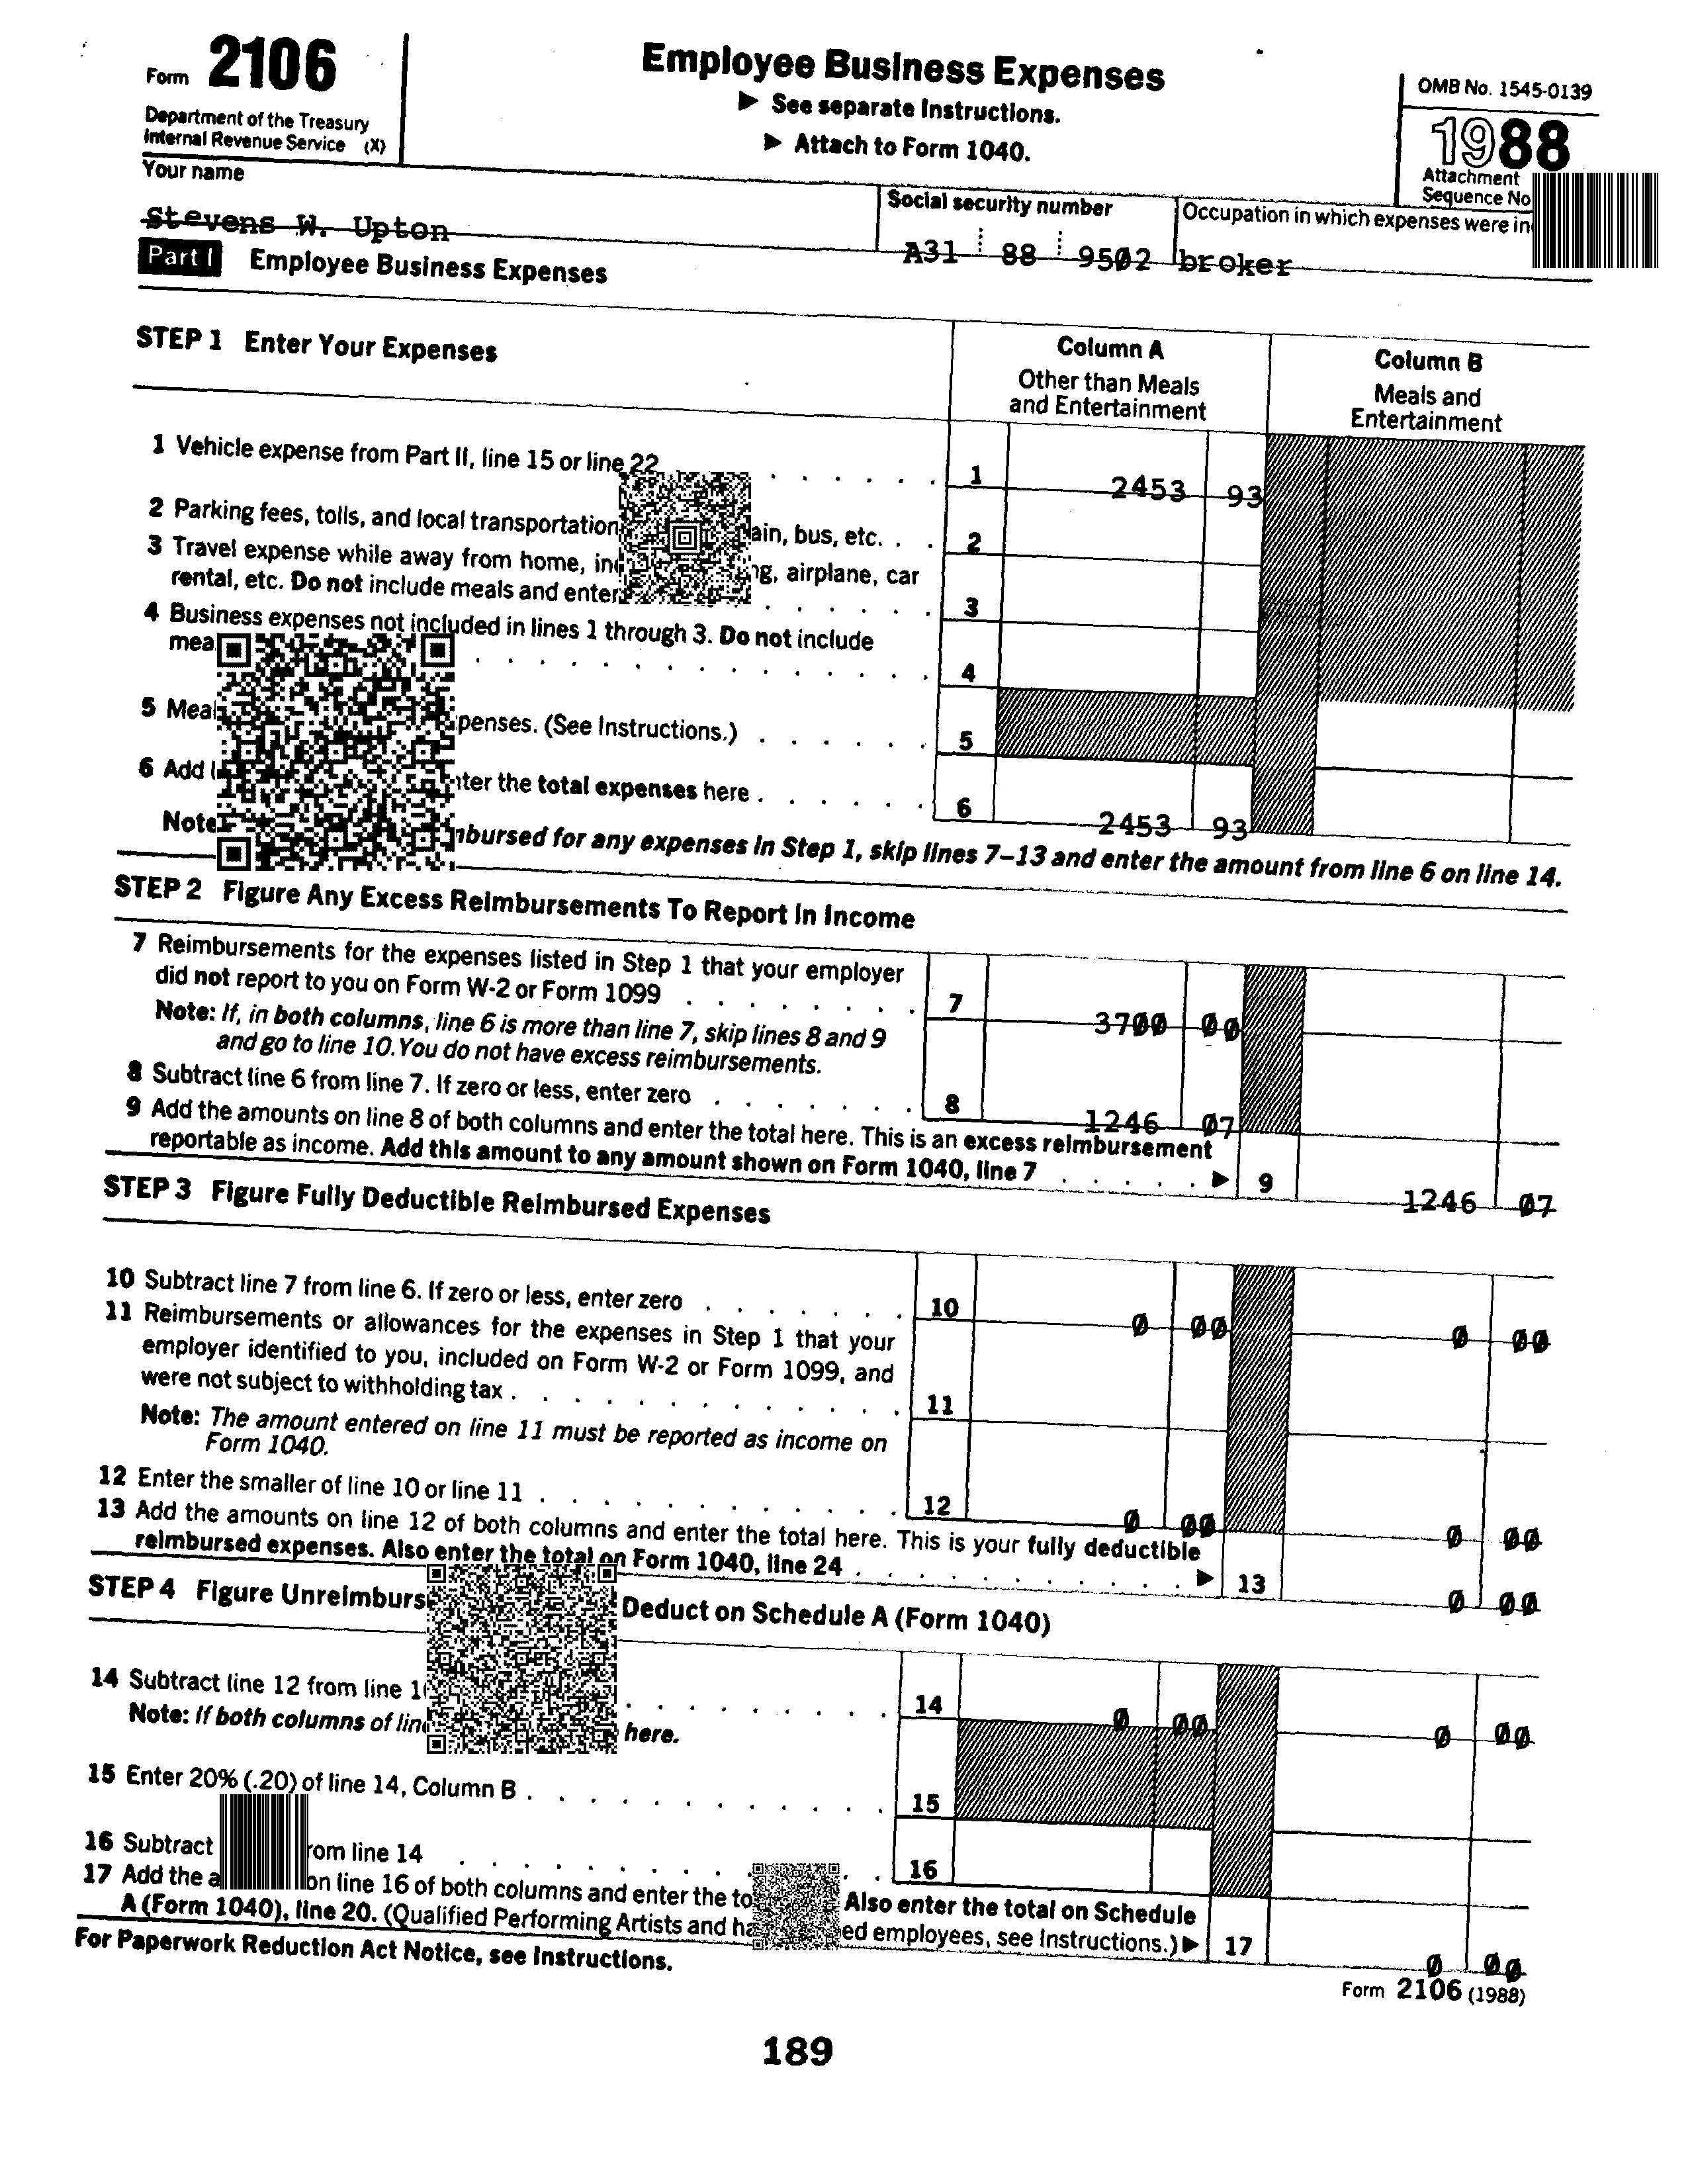 Form 2106
Department of the Treasury
Internal Revenue Service (X)
Employee Business Expenses
▶ See separate Instructions.
▶ Attach to Form 1040.
OMB No. 1545-0139
1988
Attachment
Sequence No
Your name
Stevens W. Upton
Social security number
A31 88 9502
Occupation in which expenses were in
broker
Part I Employee Business Expenses
STEP 1 Enter Your Expenses
Column A
Other than Meals
and Entertainment
Column B
Meals and
Entertainment
1 Vehicle expense from Part II, line 15 or line 22 . . . . . . 1 2453 93
2 Parking fees, tolls, and local transportation ain, bus, etc. . . 2
3 Travel expense while away from home, in g, airplane, car
rental, etc. Do not include meals and enter . . . . . . 3
4 Business expenses not included in lines 1 through 3. Do not include
mea . . . . . . . . . . . . . . 4
5 Meal penses. (See Instructions.) . . . . . . 5
6 Add l nter the total expenses here . . . . . . 6 2453 93
Note mbursed for any expenses in Step 1, skip lines 7–13 and enter the amount from line 6 on line 14.
STEP 2 Figure Any Excess Reimbursements To Report In Income
7 Reimbursements for the expenses listed in Step 1 that your employer
did not report to you on Form W-2 or Form 1099 . . . . . . . . 7 3700 00
Note: If, in both columns, line 6 is more than line 7, skip lines 8 and 9
and go to line 10. You do not have excess reimbursements.
8 Subtract line 6 from line 7. If zero or less, enter zero . . . . . . . 8 1246 07
9 Add the amounts on line 8 of both columns and enter the total here. This is an excess reimbursement
reportable as income. Add this amount to any amount shown on Form 1040, line 7 . . . . . ▶ 9 1246 07
STEP 3 Figure Fully Deductible Reimbursed Expenses
10 Subtract line 7 from line 6. If zero or less, enter zero . . . . . . . 10 0 00 0 00
11 Reimbursements or allowances for the expenses in Step 1 that your
employer identified to you, included on Form W-2 or Form 1099, and
were not subject to withholding tax . . . . . . . . . . . . . 11
Note: The amount entered on line 11 must be reported as income on
Form 1040.
12 Enter the smaller of line 10 or line 11 . . . . . . . . . . . . . 12 0 00 0 00
13 Add the amounts on line 12 of both columns and enter the total here. This is your fully deductible
reimbursed expenses. Also enter the total on Form 1040, line 24 . . . . . . . . . . . . ▶ 13 0 00
STEP 4 Figure Unreimburs Deduct on Schedule A (Form 1040)
14 Subtract line 12 from line 1 . . . . . . . . 14 0 00 0 00
Note: If both columns of lin here.
15 Enter 20% (.20) of line 14, Column B . . . . . . . . . . . . 15
16 Subtract rom line 14 . . . . . . . . . . . . 16
17 Add the a on line 16 of both columns and enter the to Also enter the total on Schedule
A (Form 1040), line 20. (Qualified Performing Artists and ha ed employees, see Instructions.) ▶ 17 0 00
For Paperwork Reduction Act Notice, see Instructions.
Form 2106 (1988)
189